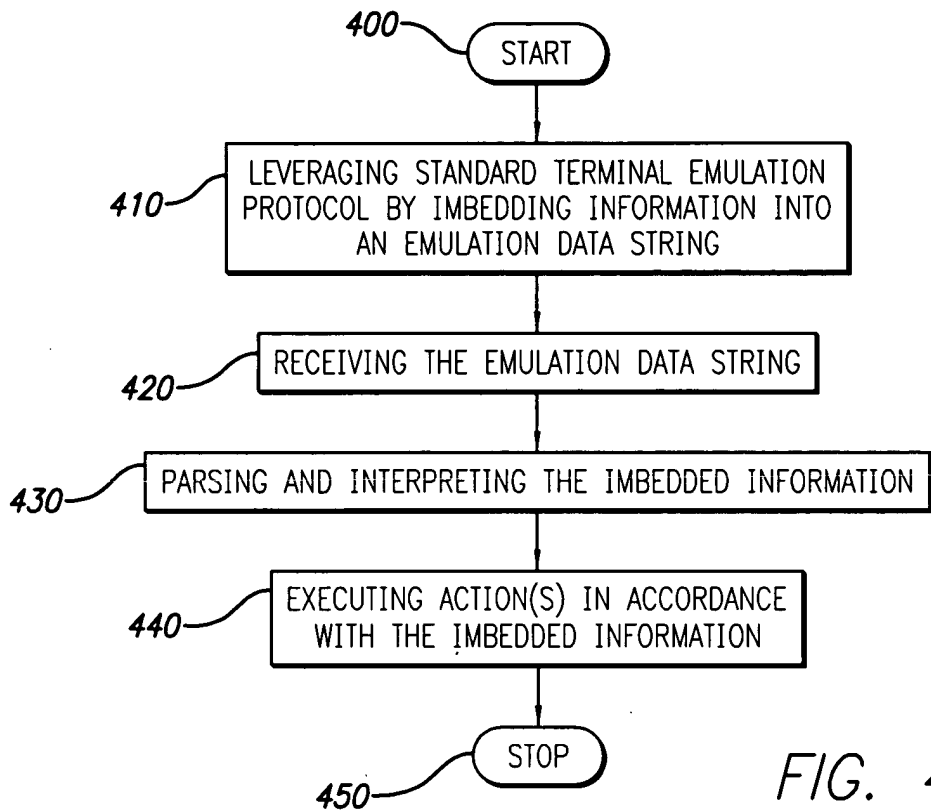 400
START
410
LEVERAGING STANDARD TERMINAL EMULATION
PROTOCOL BY IMBEDDING INFORMATION INTO
AN EMULATION DATA STRING
420
RECEIVING THE EMULATION DATA STRING
430
PARSING AND INTERPRETING THE IMBEDDED INFORMATION
440
EXECUTING ACTION(S) IN ACCORDANCE
WITH THE IMBEDDED INFORMATION
450
STOP
FIG.